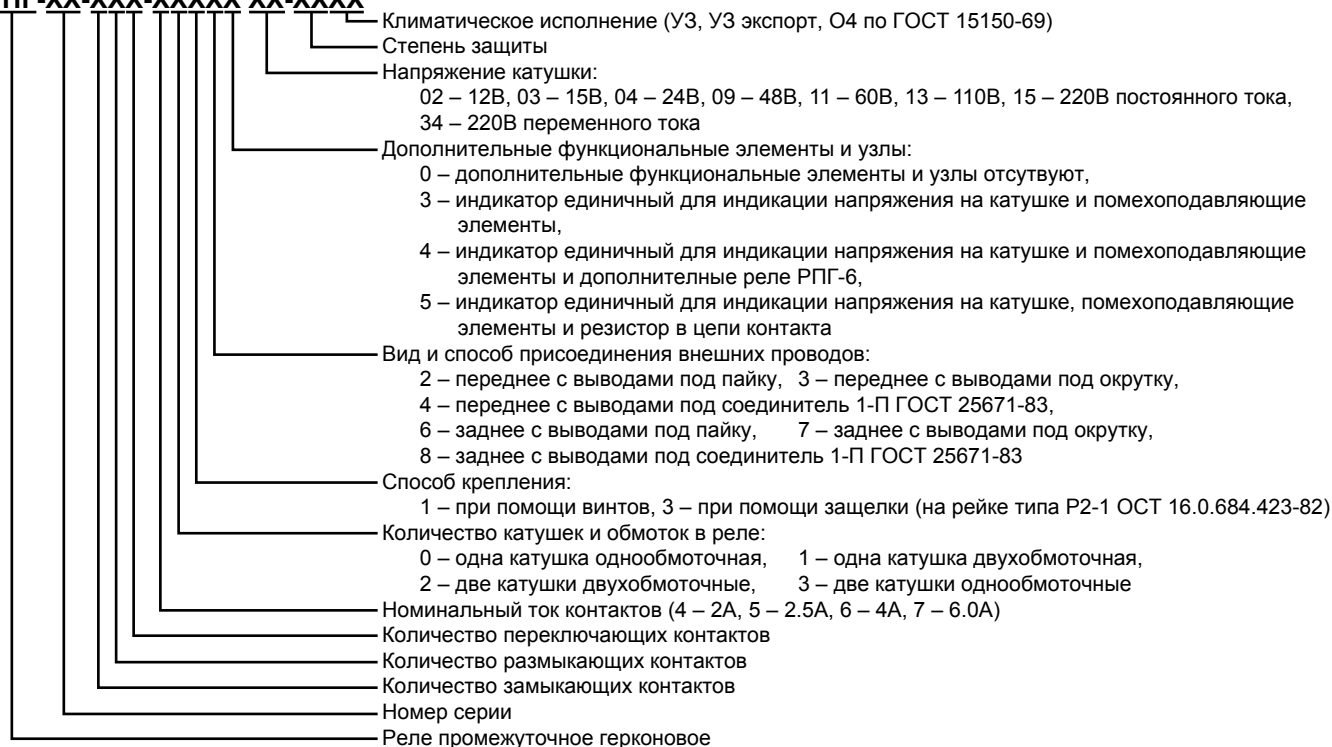 ПГ-ХХ-ХХХ-ХХХХХ ХХ-ХХХХ
Климатическое исполнение (УЗ, УЗ экспорт, О4 по ГОСТ 15150-69)
Степень защиты
Напряжение катушки:
02 – 12В, 03 – 15В, 04 – 24В, 09 – 48В, 11 – 60В, 13 – 110В, 15 – 220В постоянного тока,
34 – 220В переменного тока
Дополнительные функциональные элементы и узлы:
0 – дополнительные функциональные элементы и узлы отсутвуют,
3 – индикатор единичный для индикации напряжения на катушке и помехоподавляющие
элементы,
4 – индикатор единичный для индикации напряжения на катушке и помехоподавляющие
элементы и дополнителные реле РПГ-6,
5 – индикатор единичный для индикации напряжения на катушке, помехоподавляющие
элементы и резистор в цепи контакта
Вид и способ присоединения внешних проводов:
2 – переднее с выводами под пайку, 3 – переднее с выводами под окрутку,
4 – переднее с выводами под соединитель 1-П ГОСТ 25671-83,
6 – заднее с выводами под пайку, 7 – заднее с выводами под окрутку,
8 – заднее с выводами под соединитель 1-П ГОСТ 25671-83
Способ крепления:
1 – при помощи винтов, 3 – при помощи защелки (на рейке типа Р2-1 ОСТ 16.0.684.423-82)
Количество катушек и обмоток в реле:
0 – одна катушка однообмоточная, 1 – одна катушка двухобмоточная,
2 – две катушки двухобмоточные, 3 – две катушки однообмоточные
Номинальный ток контактов (4 – 2А, 5 – 2.5А, 6 – 4А, 7 – 6.0А)
Количество переключающих контактов
Количество размыкающих контактов
Количество замыкающих контактов
Номер серии
Реле промежуточное герконовое